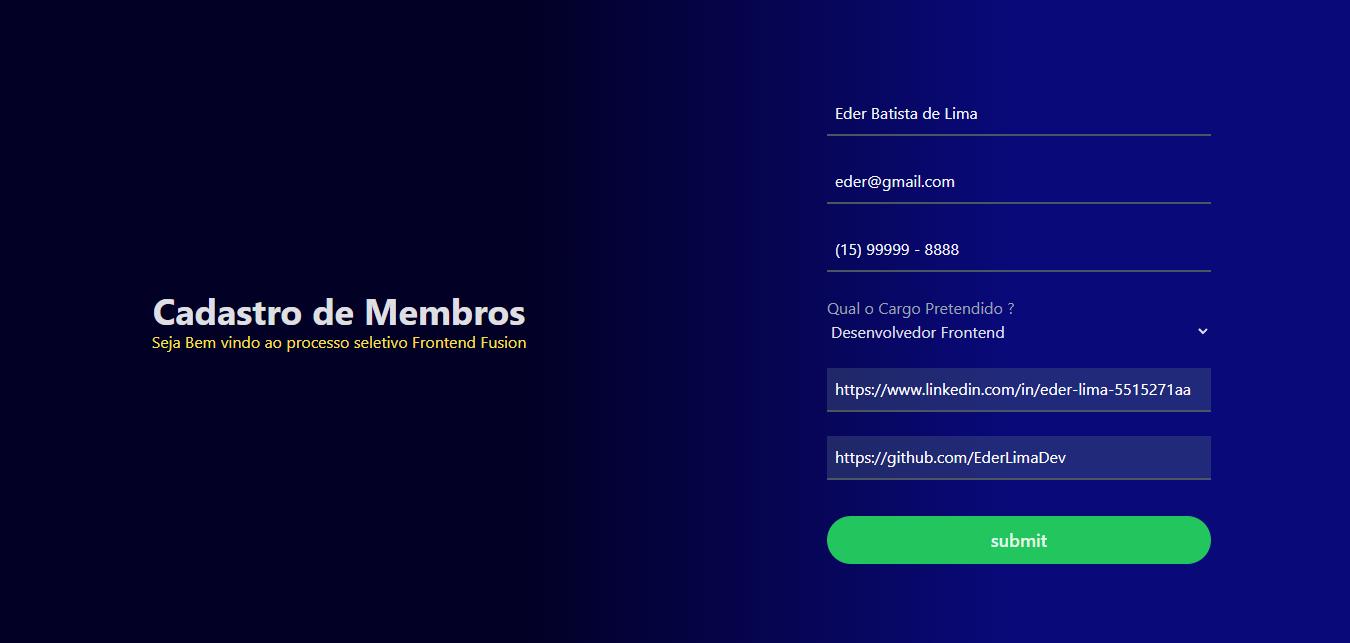 Cadastro de Membros
Seja Bem vindo ao processo seletivo Frontend Fusion
Eder Batista de Lima
eder@gmail.com
(15) 99999 - 8888
Qual o Cargo Pretendido ?
Desenvolvedor Frontend
https://www.linkedin.com/in/eder-lima-5515271aa
https://github.com/EderLimaDev
submit